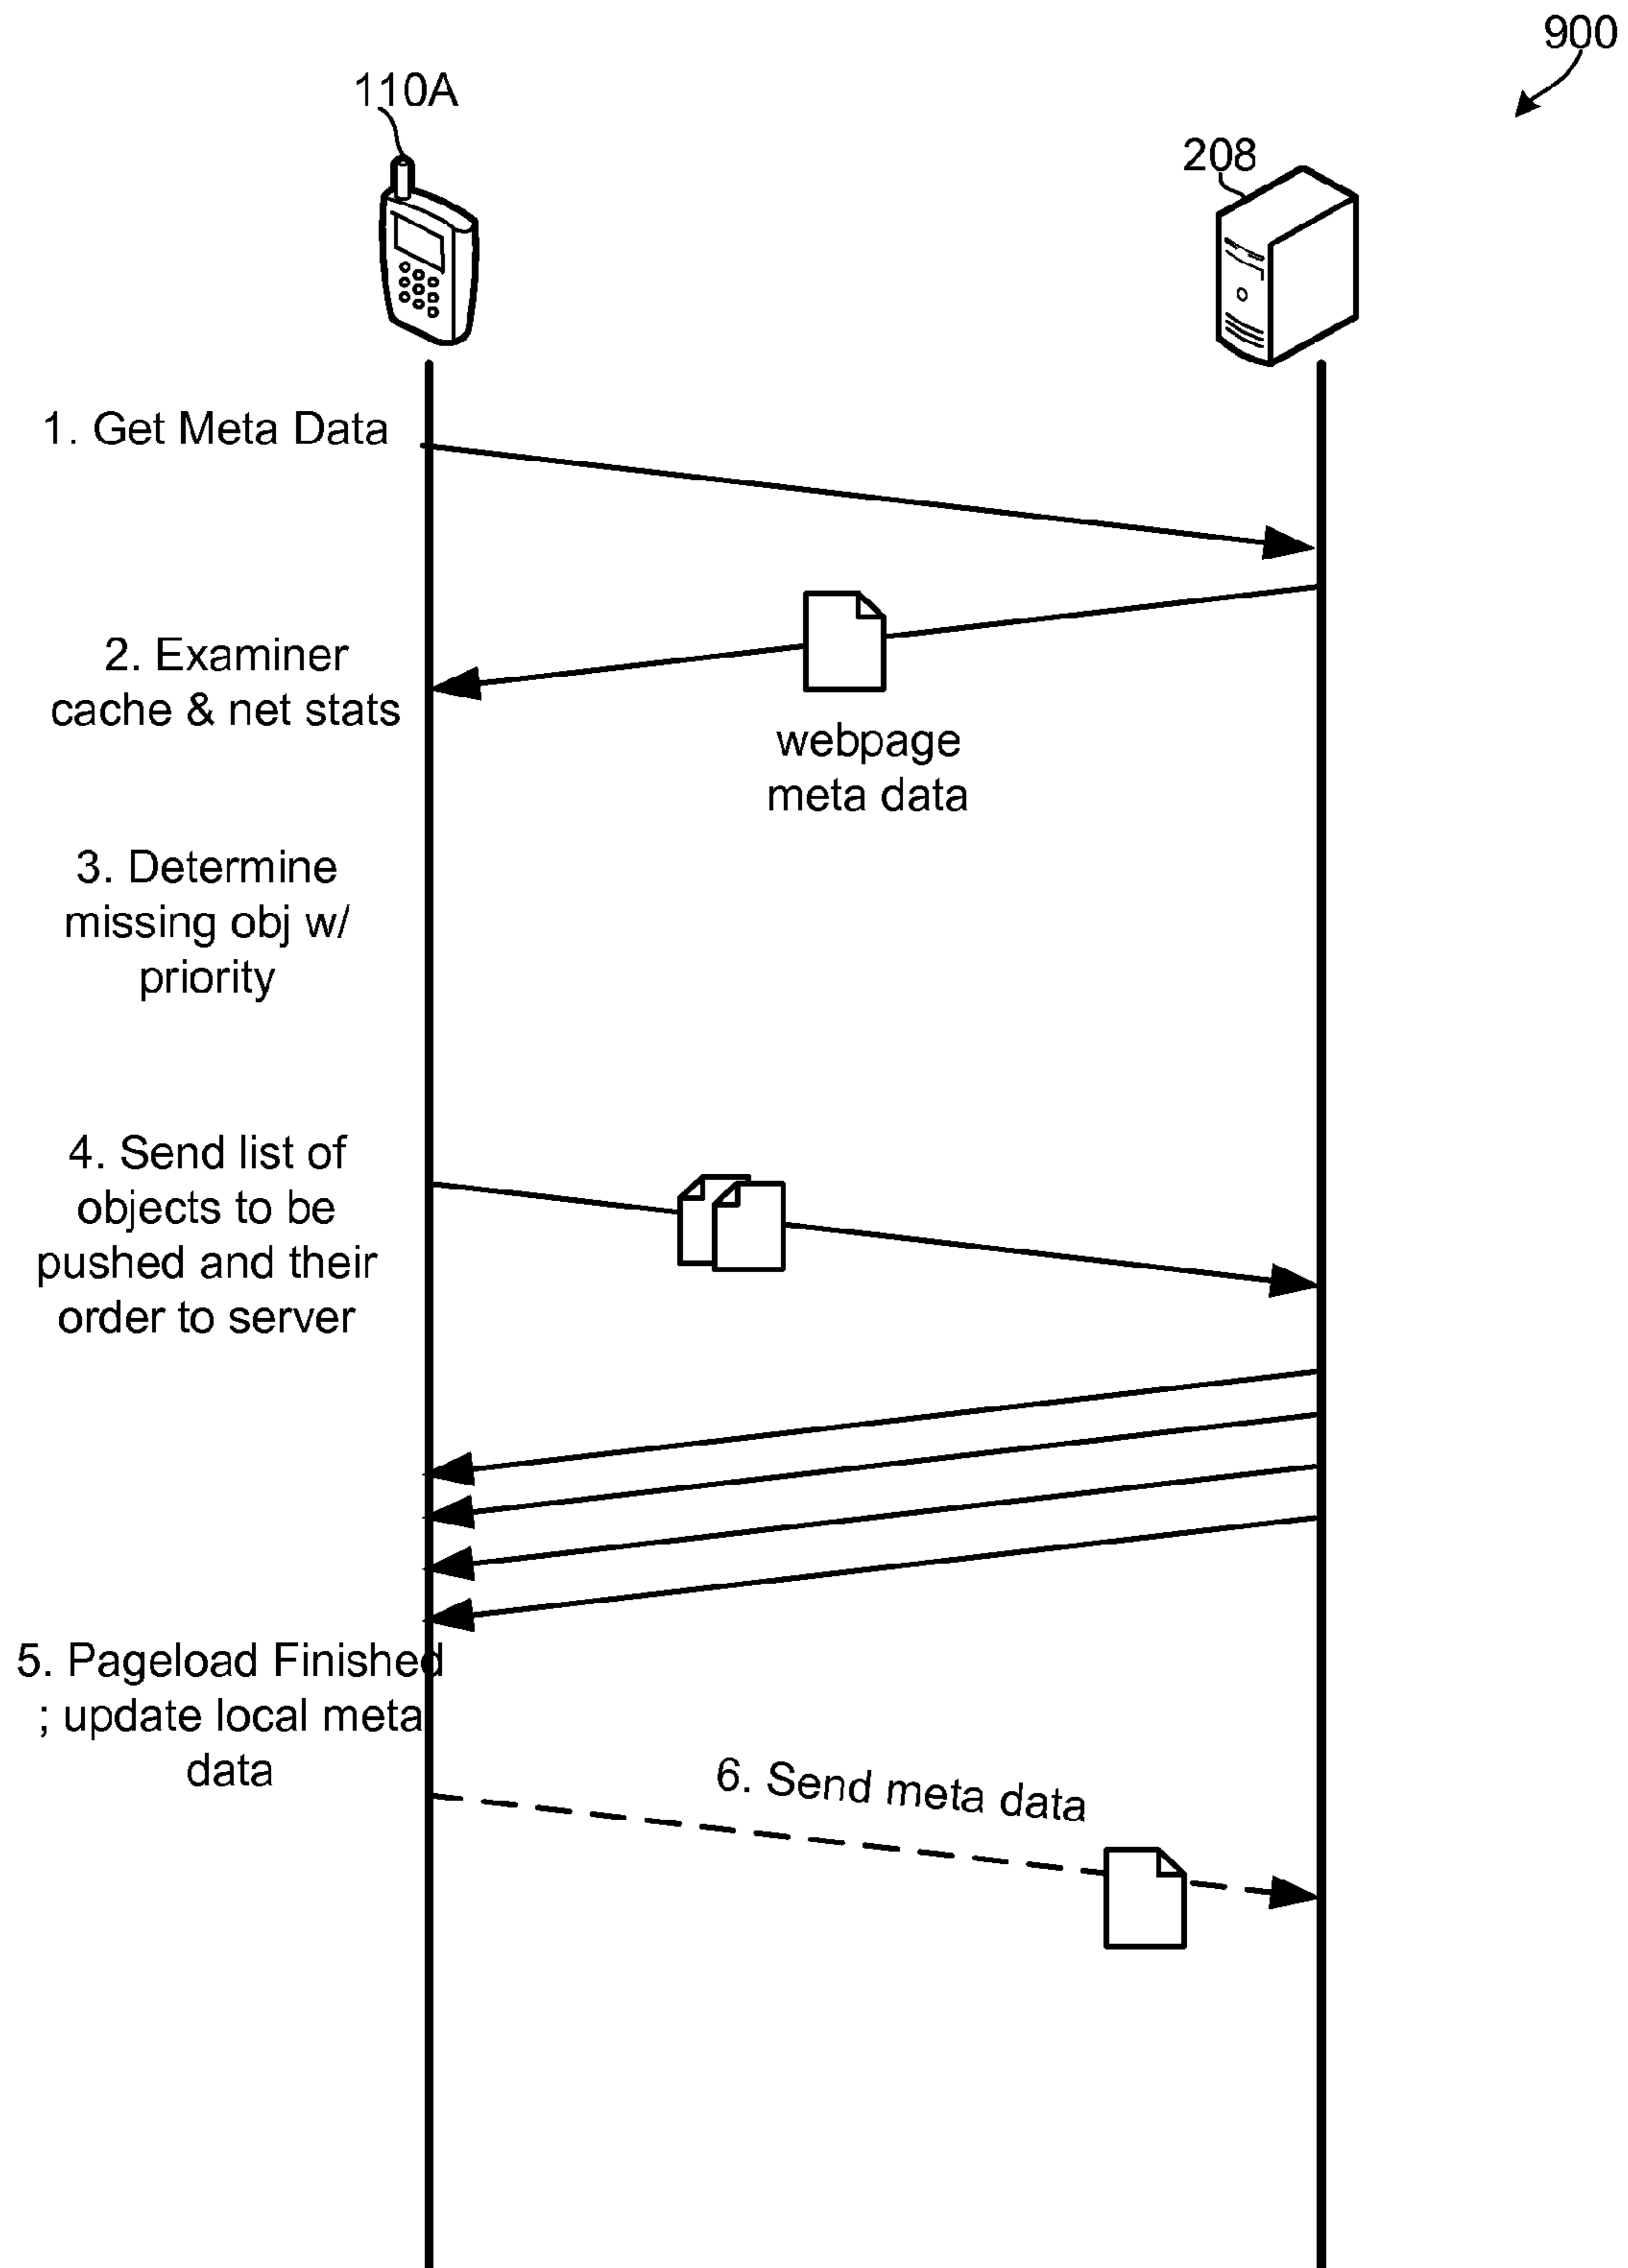 900
110A
208
1. Get Meta Data
2. Examiner
cache & net stats
webpage
meta data
3. Determine
missing obj w/
priority
4. Send list of
objects to be
pushed and their
order to server
5. Pageload Finished
; update local meta
data
6. Send meta data